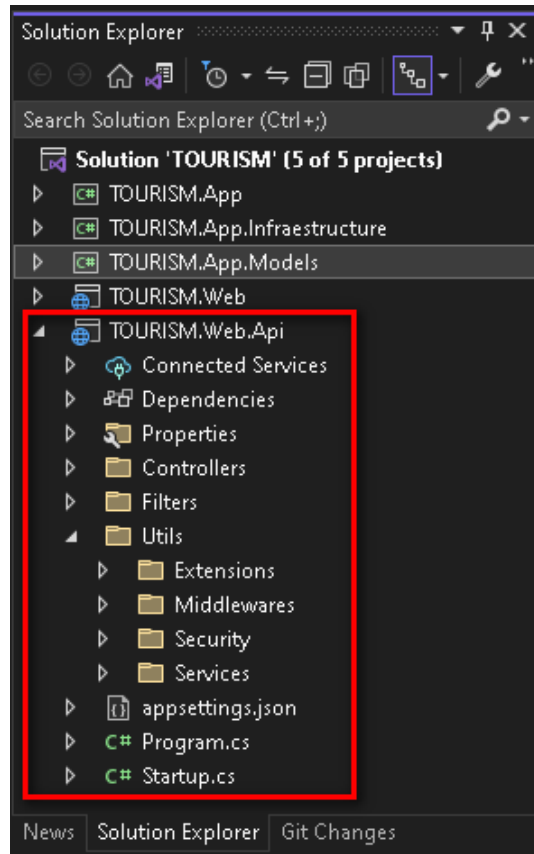 Solution Explorer
Search Solution Explorer (Ctrl+;)
Solution 'TOURISM' (5 of 5 projects)
C# TOURISM.App
C# TOURISM.App.Infraestructure
C# TOURISM.App.Models
TOURISM.Web
TOURISM.Web.Api
Connected Services
Dependencies
Properties
Controllers
Filters
Utils
Extensions
Middlewares
Security
Services
appsettings.json
C# Program.cs
C# Startup.cs
News Solution Explorer Git Changes